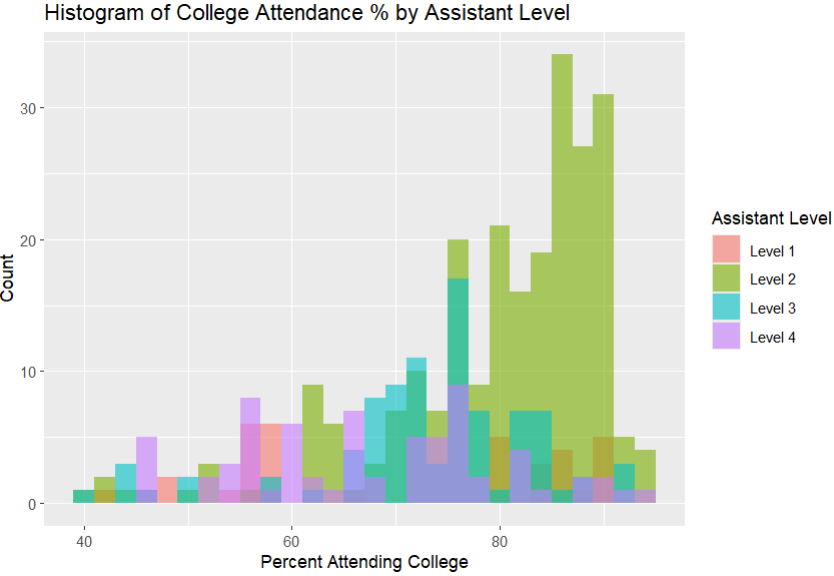 Histogram of College Attendance % by Assistant Level
30
20
10
0
Count
40 60 80
Percent Attending College
Assistant Level
Level 1
Level 2
Level 3
Level 4